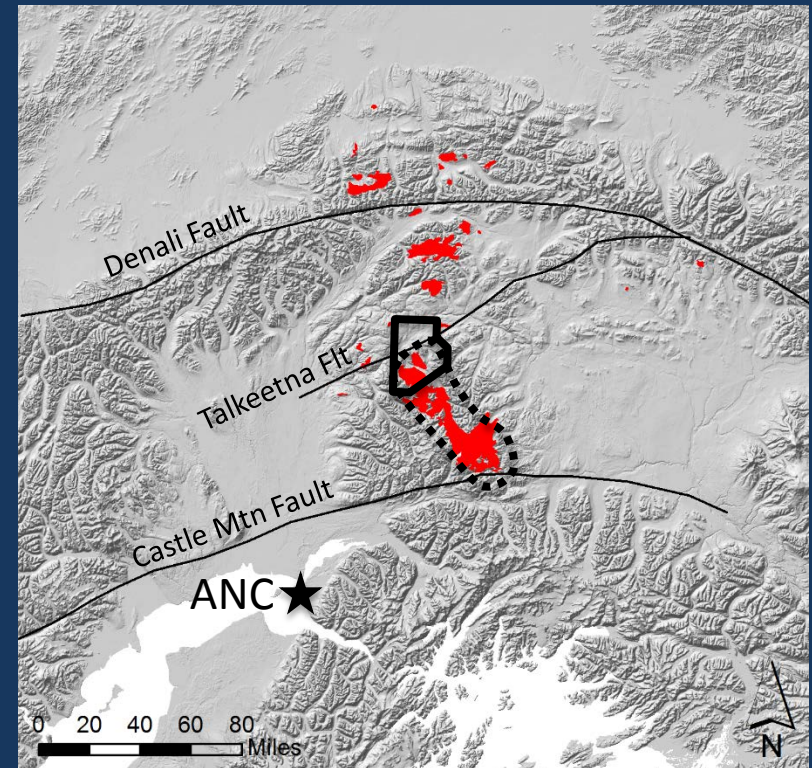 Denali Fault
Talkeetna Flt
Castle Mtn Fault
ANC
0 20 40 60 80
Miles
N